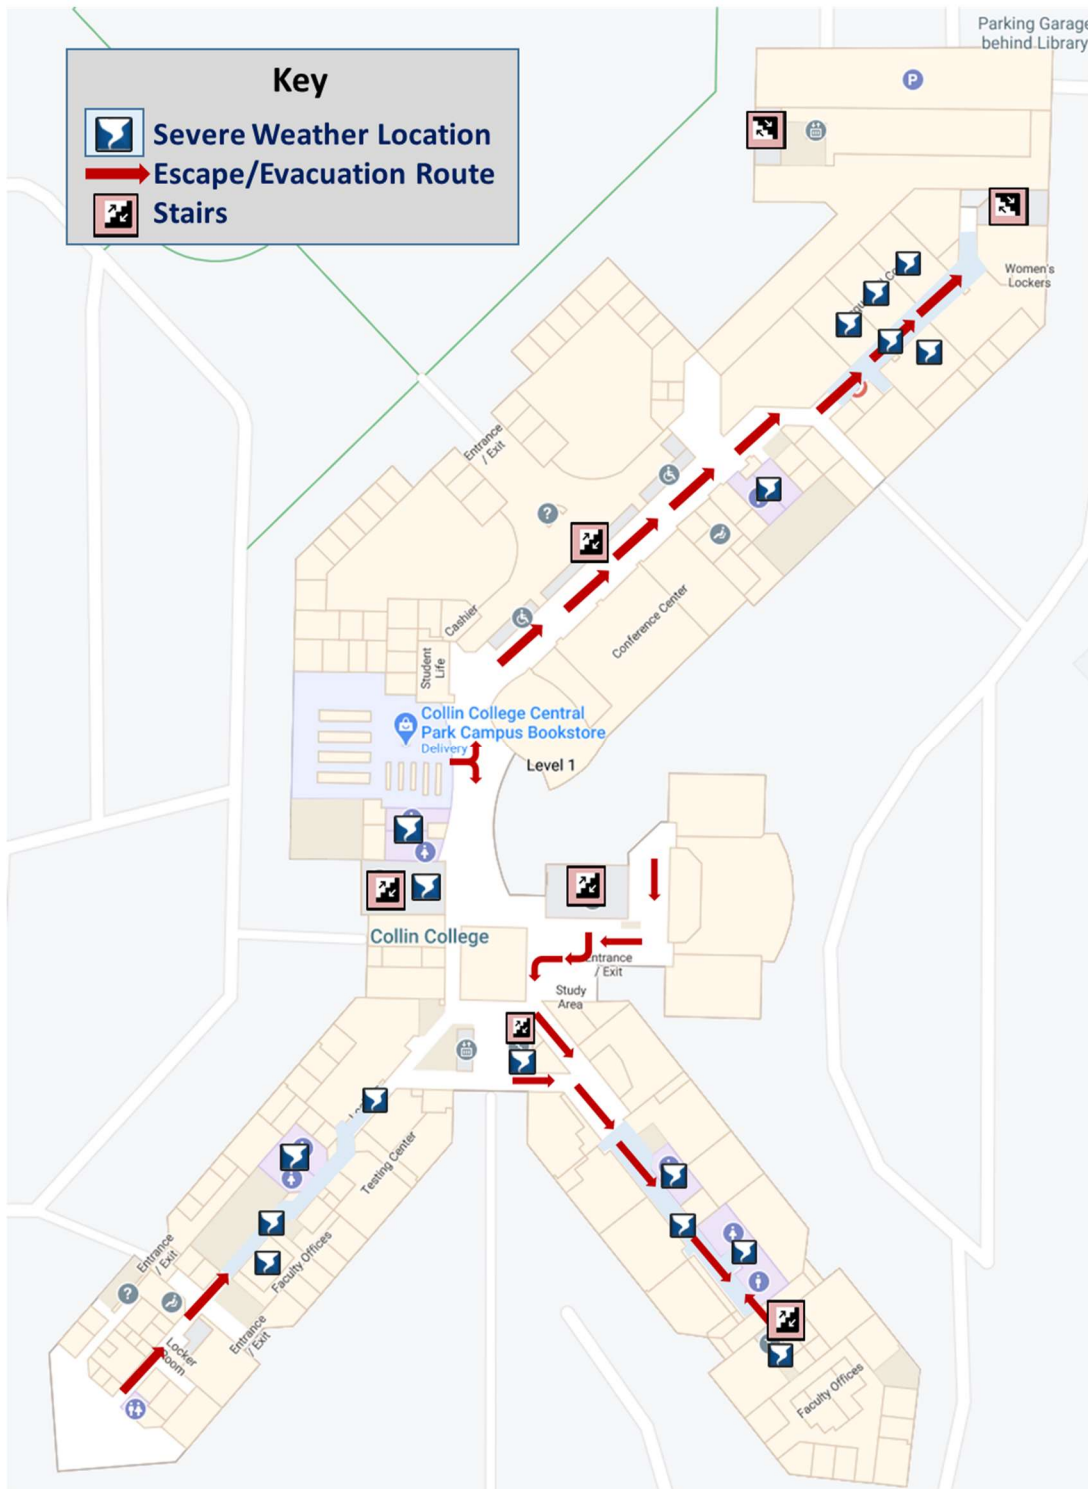 Parking Garage
behind Library
Key
Severe Weather Location
Escape/Evacuation Route
Stairs
P
Women's
Lockers
Entrance
/ Exit
?
Cashier
Conference Center
Student
Life
Collin College Central
Park Campus Bookstore
Delivery
Level 1
Collin College
Entrance
/ Exit
Study
Area
Testing Center
Entrance
/ Exit
Faculty Offices
?
Entrance
/ Exit
Locker
Room
Faculty Offices